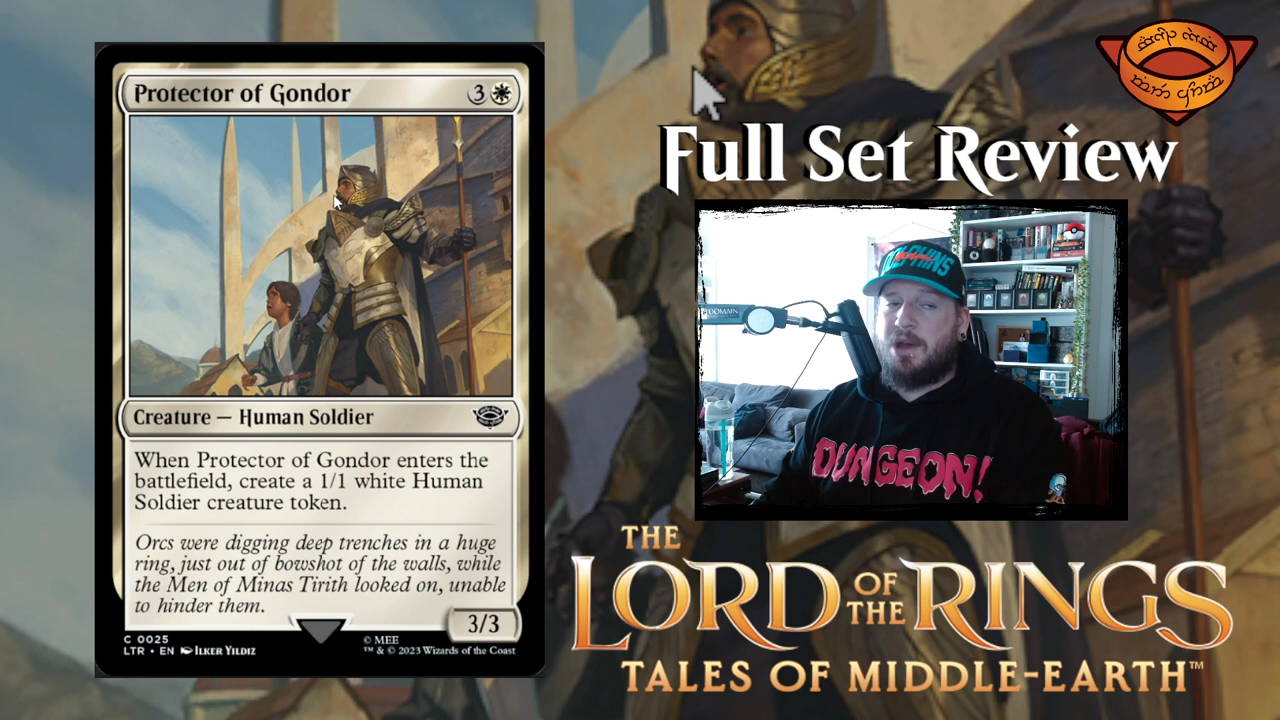 Protector of Gondor 3
Creature — Human Soldier
When Protector of Gondor enters the
battlefield, create a 1/1 white Human
Soldier creature token.
Orcs were digging deep trenches in a huge
ring, just out of bowshot of the walls, while
the Men of Minas Tirith looked on, unable
to hinder them.
3/3
C 0025
LTR • EN ILKER YILDIZ
© MEE
™ & © 2023 Wizards of the Coast
Full Set Review
DOLPHINS
DOMAIN
DUNGEON!
THE
LORD OF THE RINGS
TALES OF MIDDLE-EARTH™